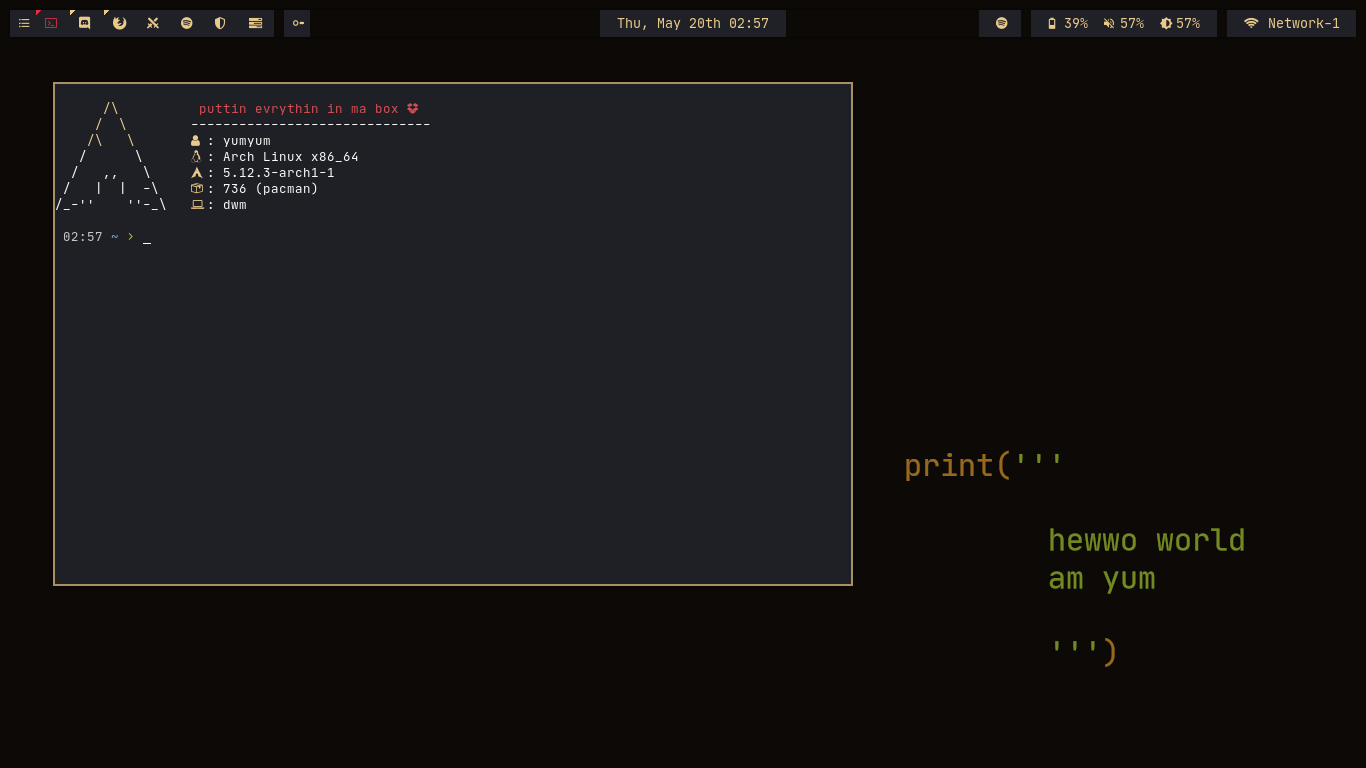 Thu, May 20th 02:57
39% 57% 57%
Network-1
puttin evrythin in ma box
------------------------------
: yumyum
: Arch Linux x86_64
: 5.12.3-arch1-1
: 736 (pacman)
: dwm
/\
/  \
/\   \
/      \
/   ,,   \
/   |  |  -\
/_-''    ''-_\
02:57 ~ › _
print('''
hewwo world
am yum
''')